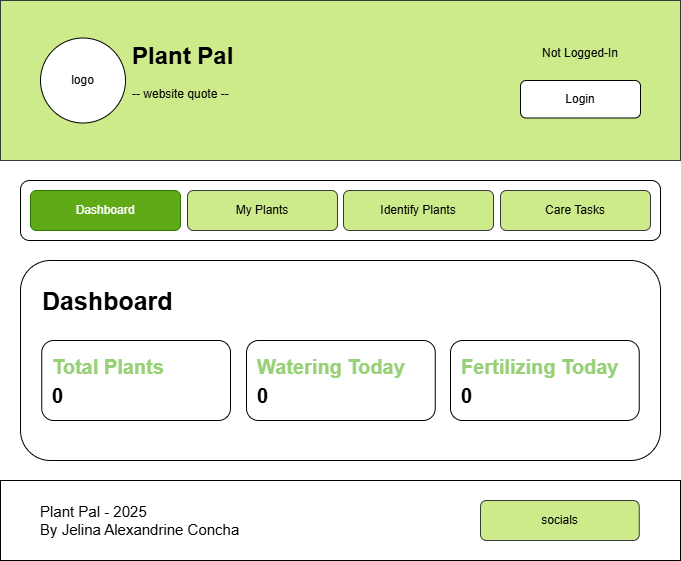 logo
Plant Pal
-- website quote --
Not Logged-In
Login
Dashboard
My Plants
Identify Plants
Care Tasks
Dashboard
Total Plants
0
Watering Today
0
Fertilizing Today
0
Plant Pal - 2025
By Jelina Alexandrine Concha
socials